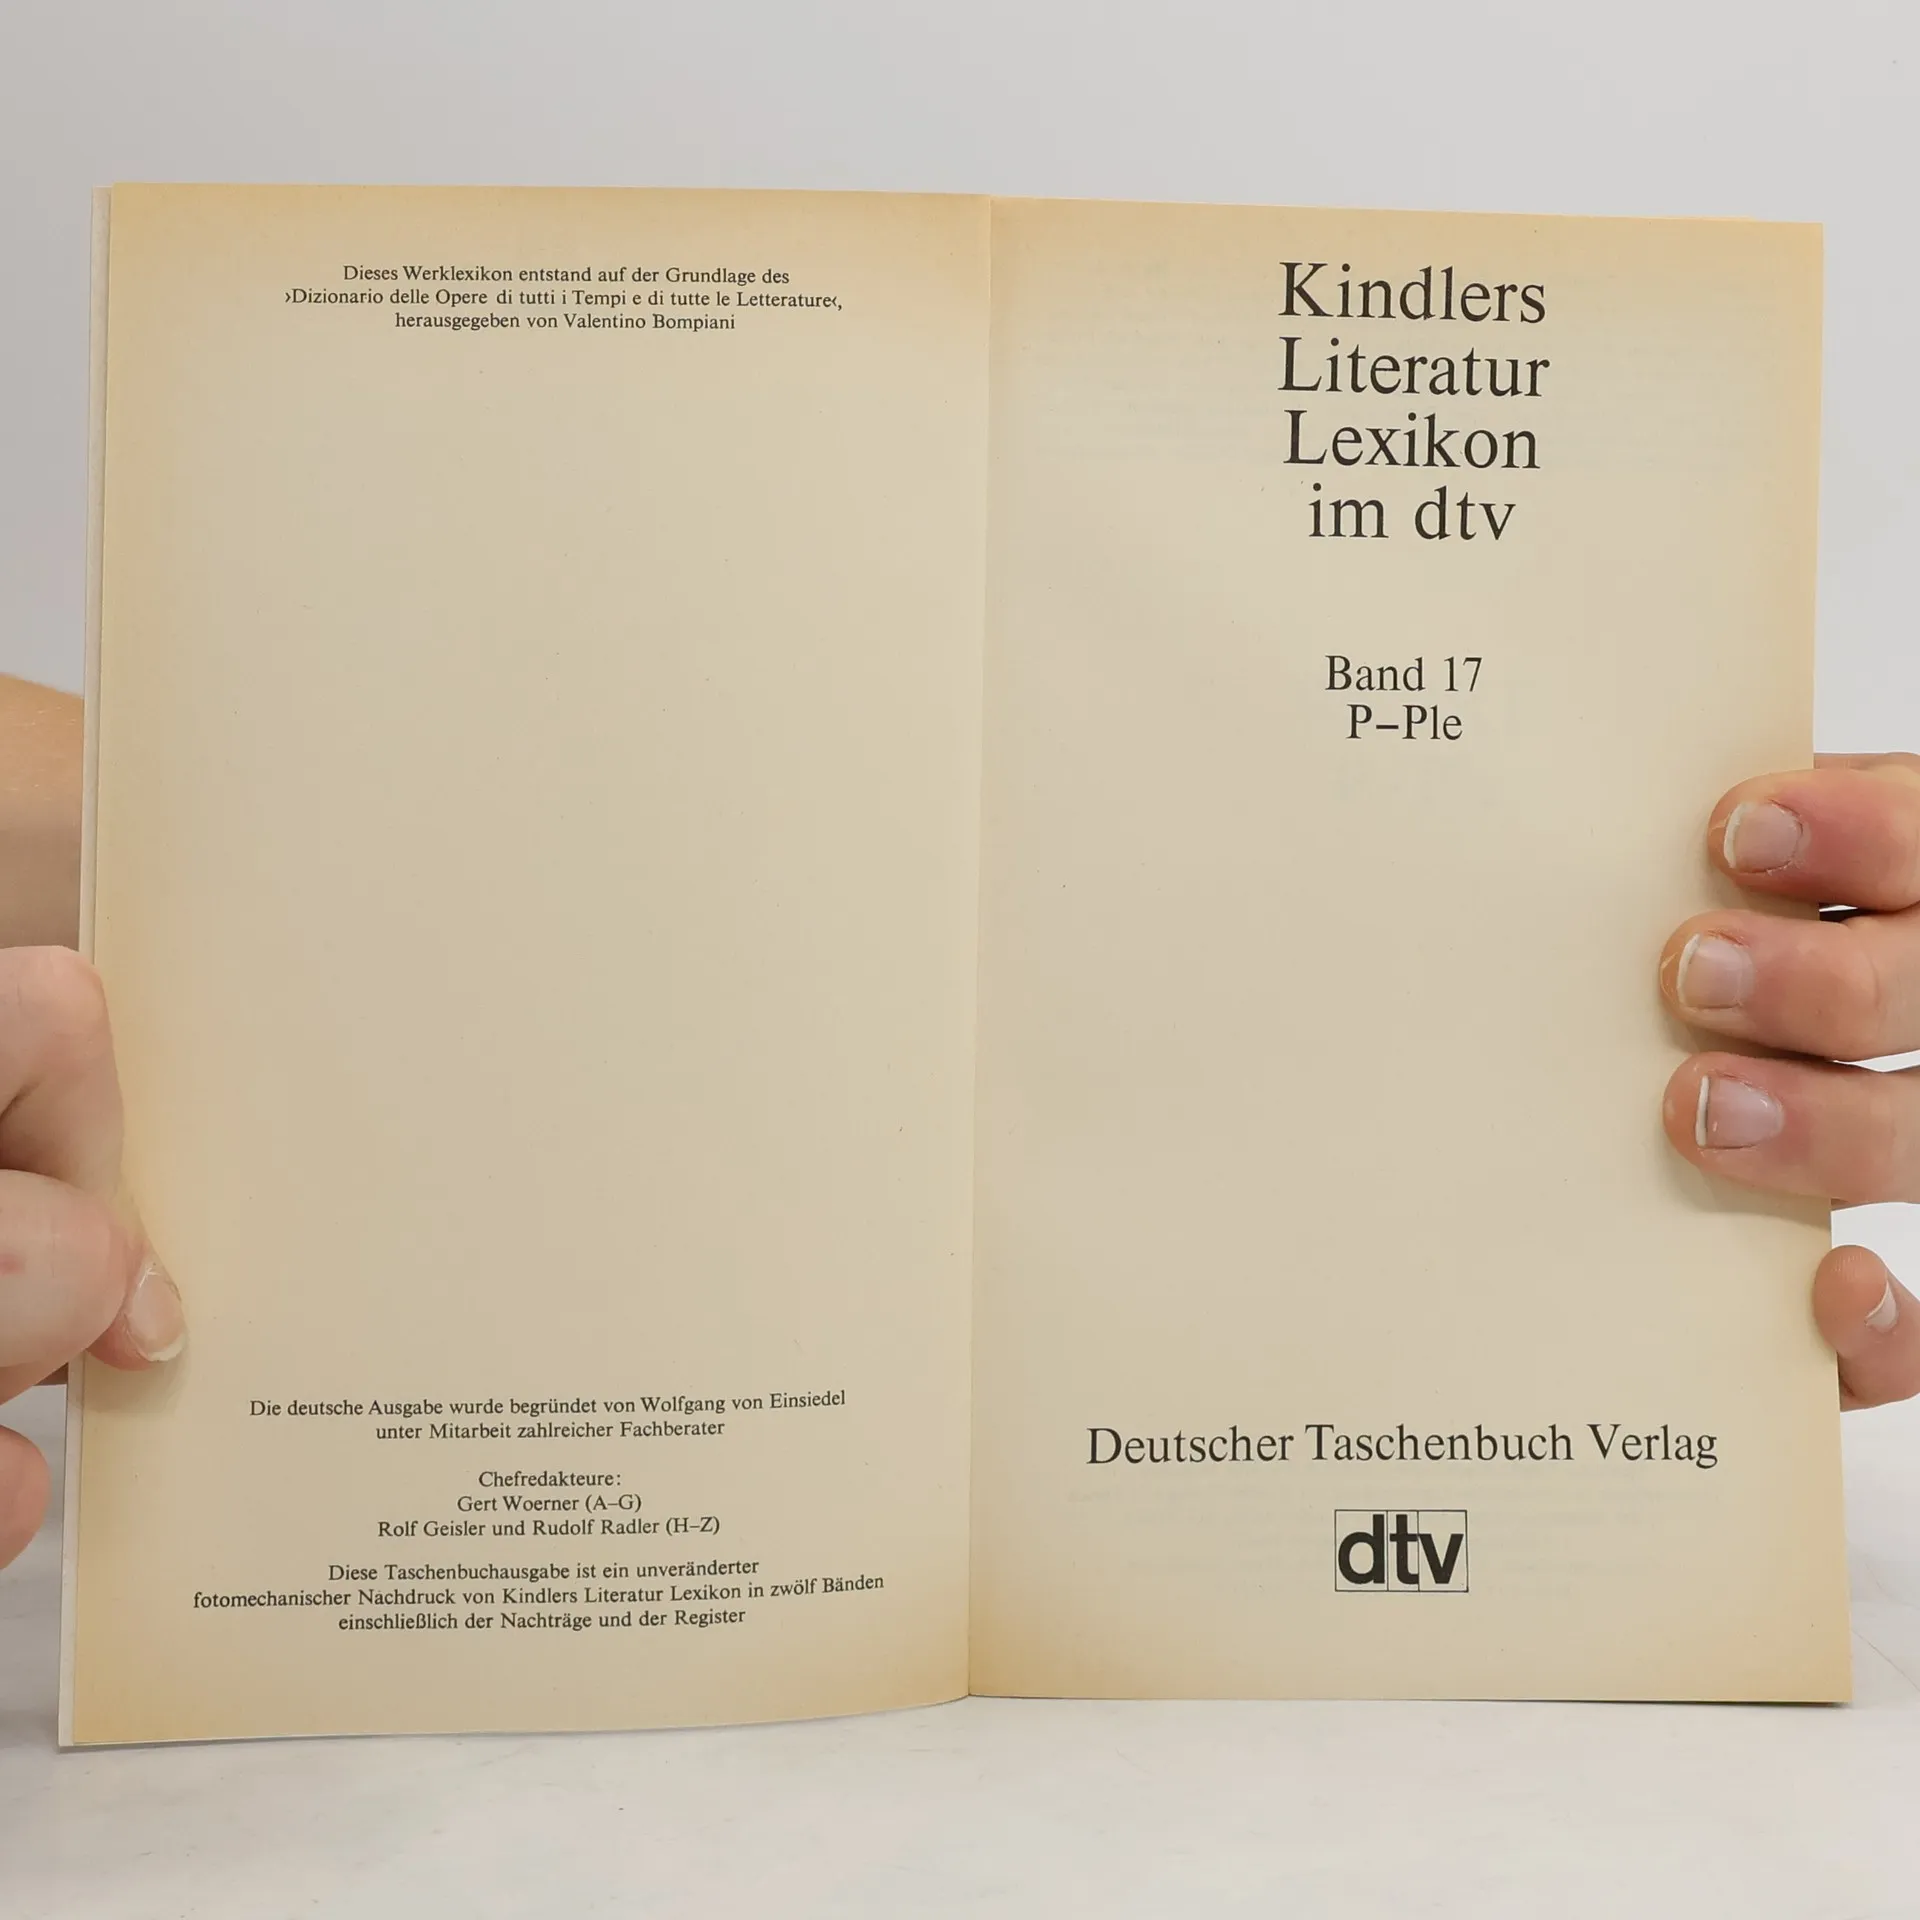 Dieses Werklexikon entstand auf der Grundlage des
›Dizionario delle Opere di tutti i Tempi e di tutte le Letterature‹,
herausgegeben von Valentino Bompiani
Die deutsche Ausgabe wurde begründet von Wolfgang von Einsiedel
unter Mitarbeit zahlreicher Fachberater
Chefredakteure:
Gert Woerner (A–G)
Rolf Geisler und Rudolf Radler (H–Z)
Diese Taschenbuchausgabe ist ein unveränderter
fotomechanischer Nachdruck von Kindlers Literatur Lexikon in zwölf Bänden
einschließlich der Nachträge und der Register
Kindlers
Literatur
Lexikon
im dtv
Band 17
P–Ple
Deutscher Taschenbuch Verlag
dtv